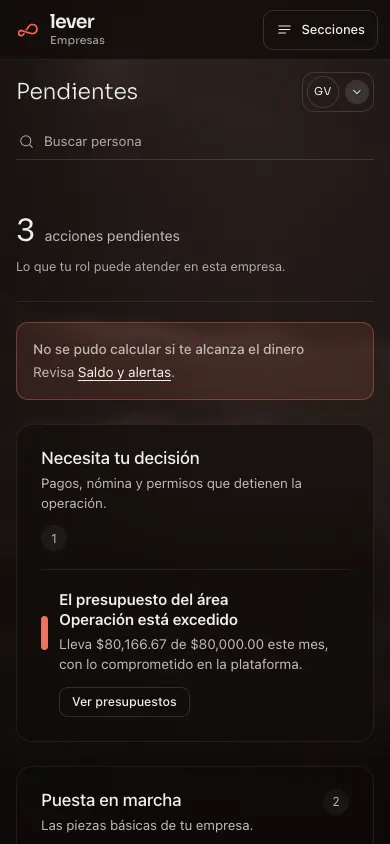 lever
Empresas
Secciones
Pendientes
GV
Buscar persona
3 acciones pendientes
Lo que tu rol puede atender en esta empresa.
No se pudo calcular si te alcanza el dinero
Revisa Saldo y alertas.
Necesita tu decisión
Pagos, nómina y permisos que detienen la
operación.
1
El presupuesto del área
Operación está excedido
Lleva $80,166.67 de $80,000.00 este mes,
con lo comprometido en la plataforma.
Ver presupuestos
Puesta en marcha
2
Las piezas básicas de tu empresa.